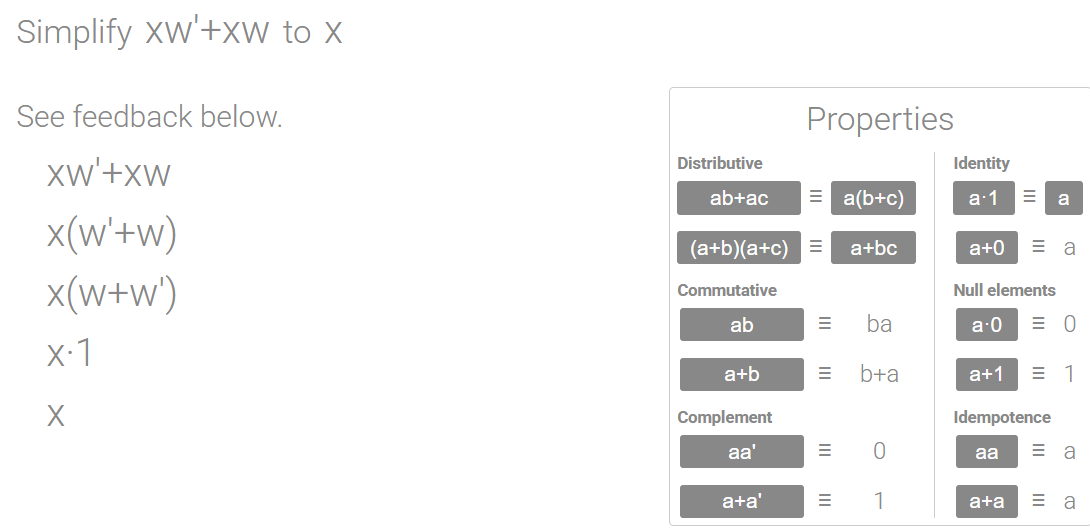 Simplify xw'+xw to x
See feedback below.
xw'+xw
x(w'+w)
x(w+w')
x·1
x
Properties
Distributive
ab+ac ≡ a(b+c)
(a+b)(a+c) ≡ a+bc
Commutative
ab ≡ ba
a+b ≡ b+a
Complement
aa' ≡ 0
a+a' ≡ 1
Identity
a·1 ≡ a
a+0 ≡ a
Null elements
a·0 ≡ 0
a+1 ≡ 1
Idempotence
aa ≡ a
a+a ≡ a